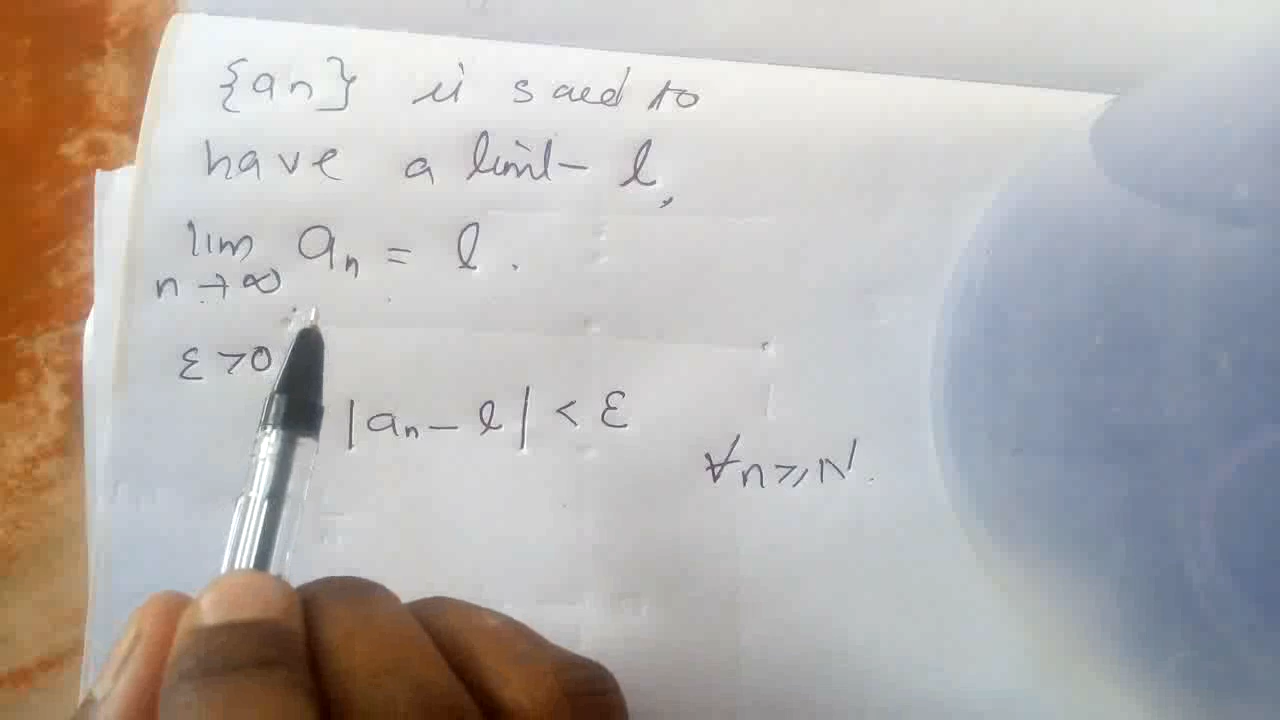 {an} is said to
have a limit l,
lim an = l.
n → ∞
ε > 0
|an - l| < ε
∀n ≥ N.